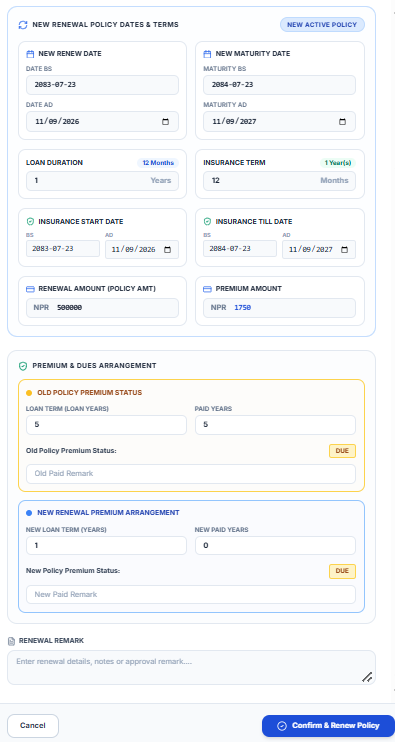 NEW RENEWAL POLICY DATES & TERMS
NEW ACTIVE POLICY
NEW RENEW DATE
DATE BS
2083-07-23
DATE AD
11/09/2026
NEW MATURITY DATE
MATURITY BS
2084-07-23
MATURITY AD
11/09/2027
LOAN DURATION
12 Months
1 Years
INSURANCE TERM
1 Year(s)
12 Months
INSURANCE START DATE
BS AD
2083-07-23 11/09/2026
INSURANCE TILL DATE
BS AD
2084-07-23 11/09/2027
RENEWAL AMOUNT (POLICY AMT)
NPR 500000
PREMIUM AMOUNT
NPR 1750
PREMIUM & DUES ARRANGEMENT
OLD POLICY PREMIUM STATUS
LOAN TERM (LOAN YEARS) PAID YEARS
5 5
Old Policy Premium Status: DUE
Old Paid Remark
NEW RENEWAL PREMIUM ARRANGEMENT
NEW LOAN TERM (YEARS) NEW PAID YEARS
1 0
New Policy Premium Status: DUE
New Paid Remark
RENEWAL REMARK
Enter renewal details, notes or approval remark....
Cancel
Confirm & Renew Policy